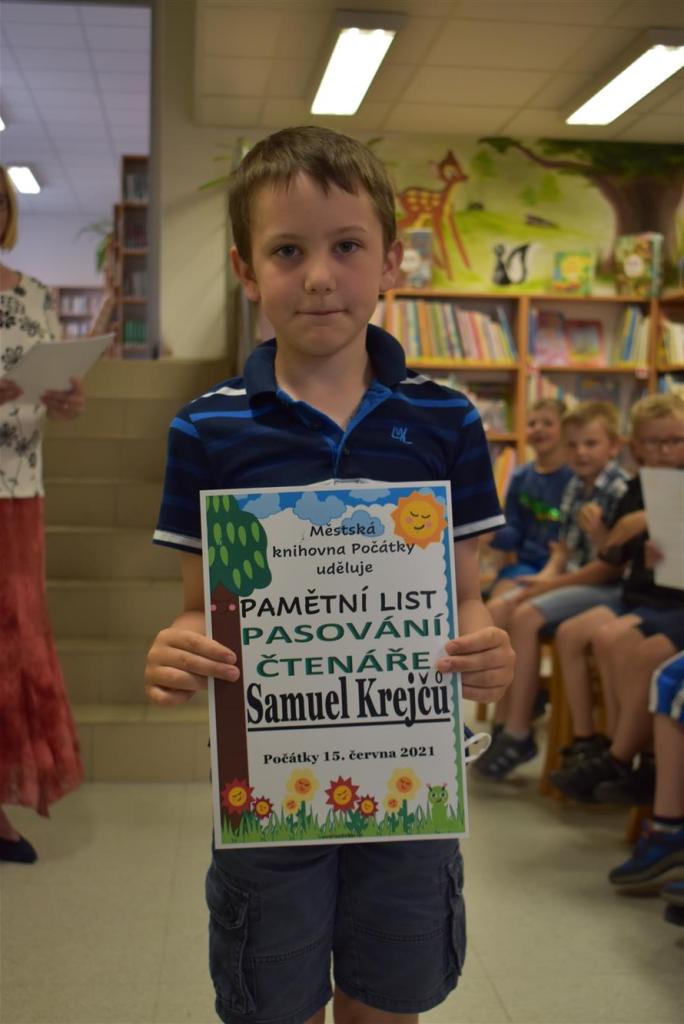 Městská
knihovna Počátky
uděluje
PAMĚTNÍ LIST
PASOVÁNÍ
ČTENÁŘE
Samuel Krejčů
Počátky 15. června 2021